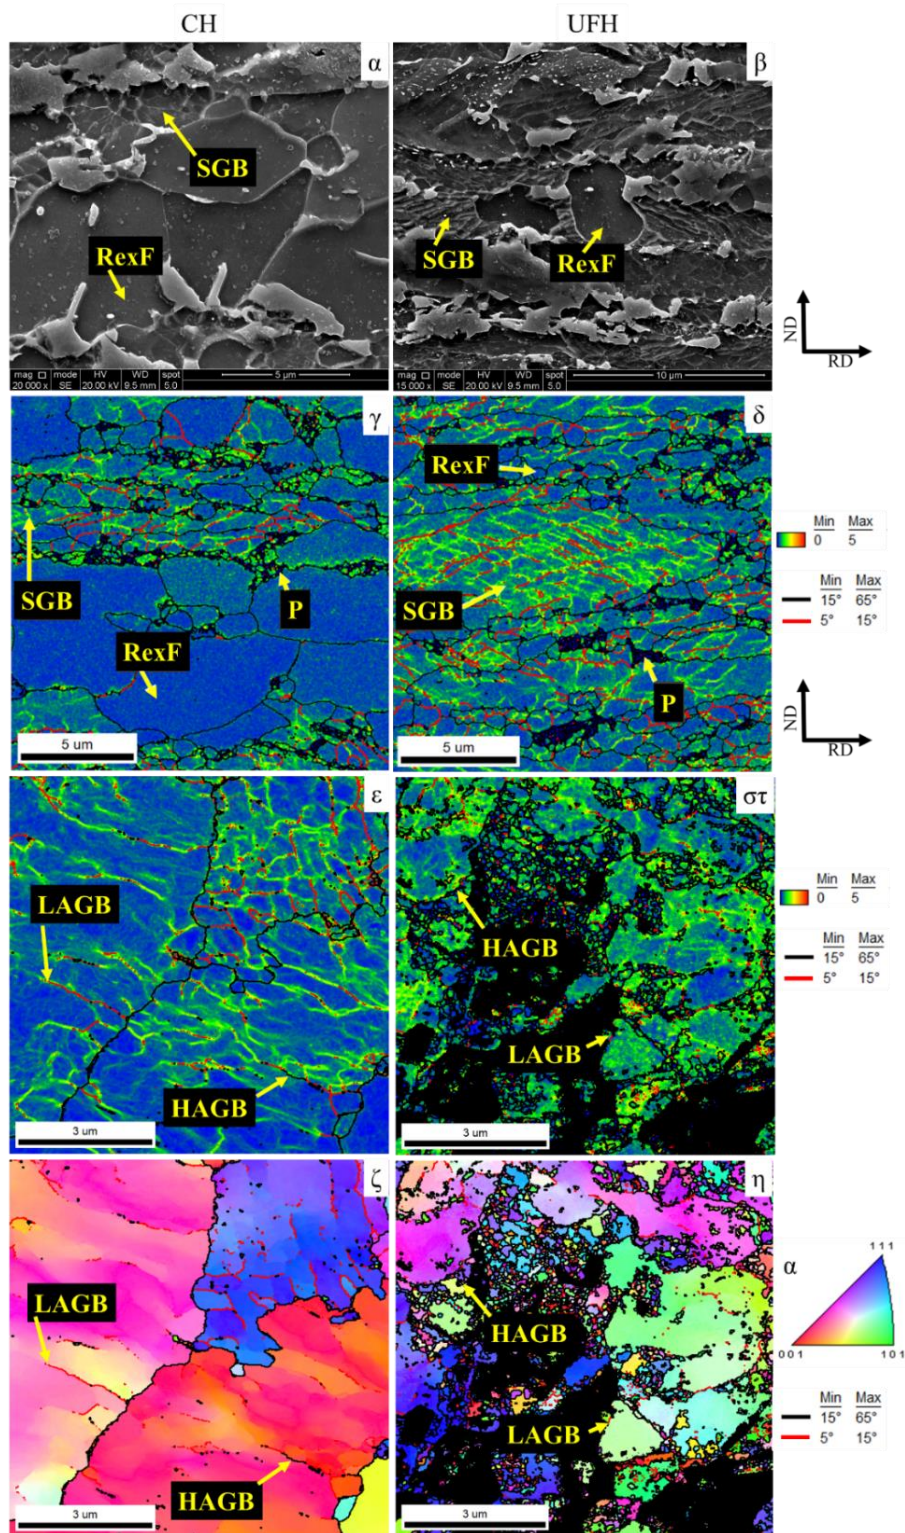 CH UFH
α β
SGB
RexF
SGB RexF
mag □ mode HV WD spot
20 000 x SE 20.00 kV 9.5 mm 5.0 5 µm
mag □ mode HV WD spot
15 000 x SE 20.00 kV 9.5 mm 5.0 10 µm
ND
RD
γ δ
RexF
SGB
P
SGB
RexF
P
5 um 5 um
Min Max
0 5
Min Max
15° 65°
5° 15°
ND
RD
ε στ
LAGB
HAGB
LAGB
HAGB
3 um 3 um
Min Max
0 5
Min Max
15° 65°
5° 15°
ζ η
LAGB
HAGB
LAGB
HAGB
3 um 3 um
α
111
001 101
Min Max
15° 65°
5° 15°